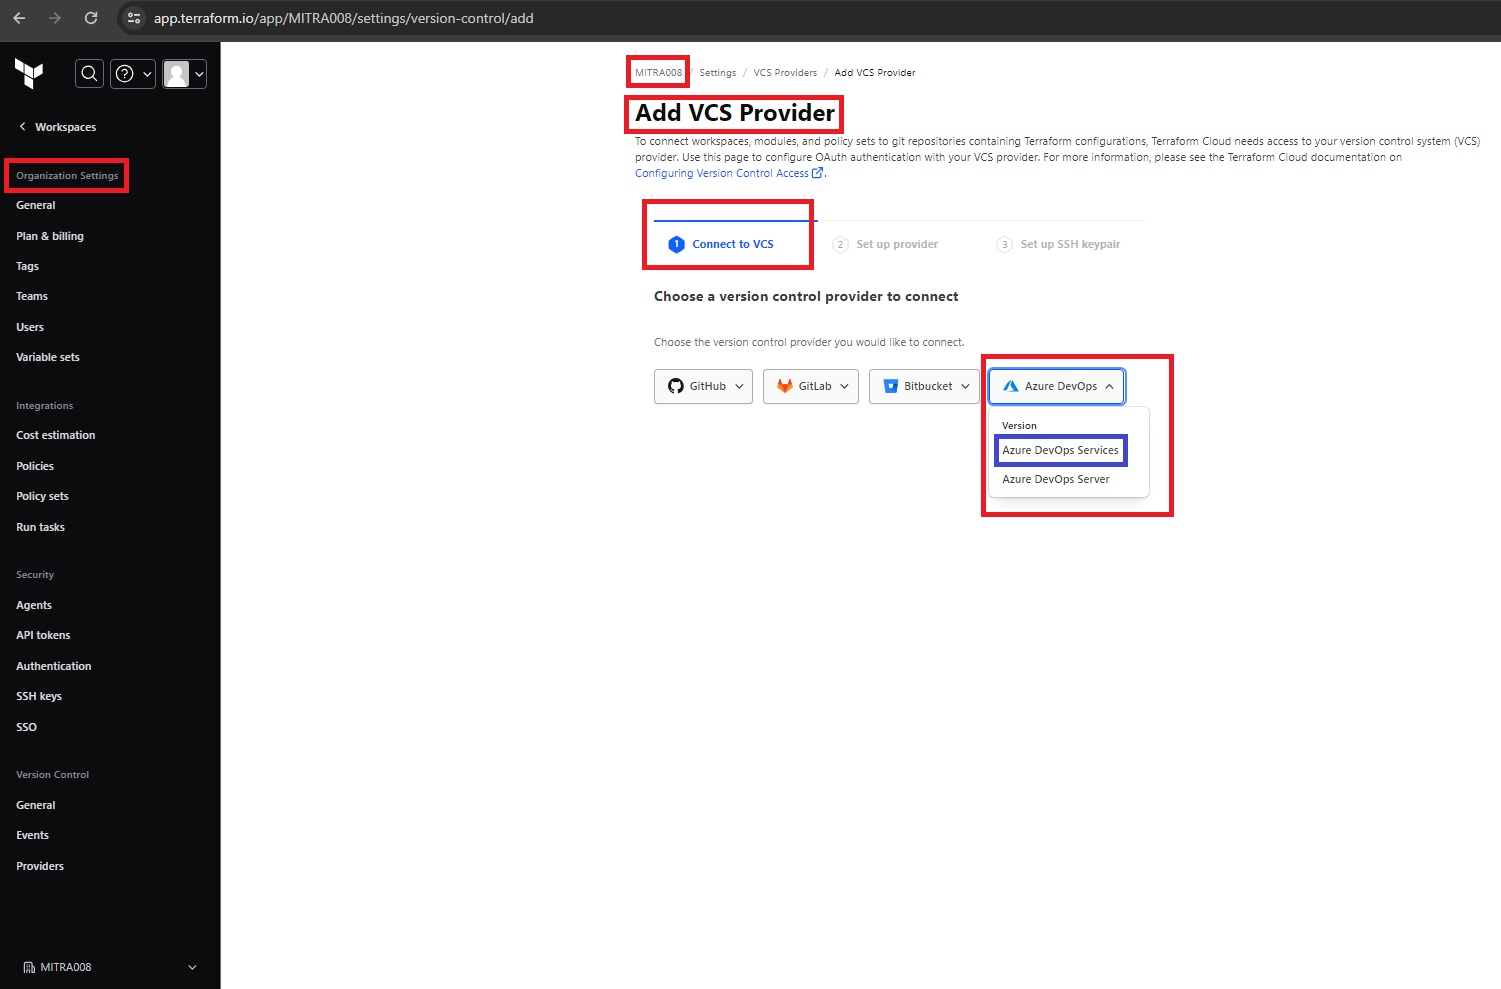 app.terraform.io/app/MITRA008/settings/version-control/add
Workspaces
Organization Settings
General
Plan & billing
Tags
Teams
Users
Variable sets
Integrations
Cost estimation
Policies
Policy sets
Run tasks
Security
Agents
API tokens
Authentication
SSH keys
SSO
Version Control
General
Events
Providers
MITRA008
MITRA008 / Settings / VCS Providers / Add VCS Provider
Add VCS Provider
To connect workspaces, modules, and policy sets to git repositories containing Terraform configurations, Terraform Cloud needs access to your version control system (VCS)
provider. Use this page to configure OAuth authentication with your VCS provider. For more information, please see the Terraform Cloud documentation on
Configuring Version Control Access.
1 Connect to VCS 2 Set up provider 3 Set up SSH keypair
Choose a version control provider to connect
Choose the version control provider you would like to connect.
GitHub GitLab Bitbucket Azure DevOps
Version
Azure DevOps Services
Azure DevOps Server